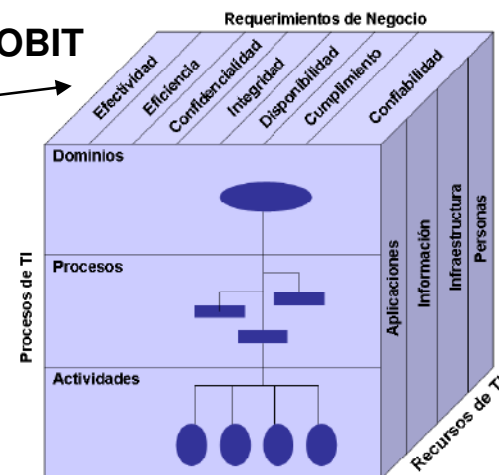 Requerimientos de Negocio
OBIT
Efectividad
Eficiencia
Confidencialidad
Integridad
Disponibilidad
Cumplimiento
Confiabilidad
Dominios
Procesos
Actividades
Procesos de TI
Aplicaciones
Información
Infraestructura
Personas
Recursos de TI